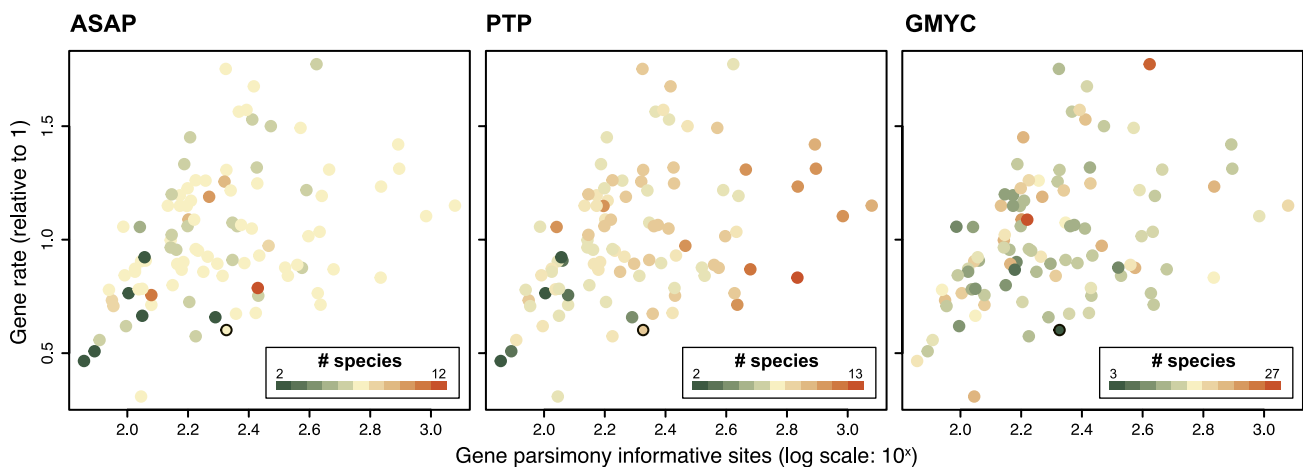 ASAP PTP GMYC
Gene rate (relative to 1)
1.5
1.0
0.5
# species
2 12
# species
2 13
# species
3 27
2.0 2.2 2.4 2.6 2.8 3.0
2.0 2.2 2.4 2.6 2.8 3.0
2.0 2.2 2.4 2.6 2.8 3.0
Gene parsimony informative sites (log scale: 10ˣ)